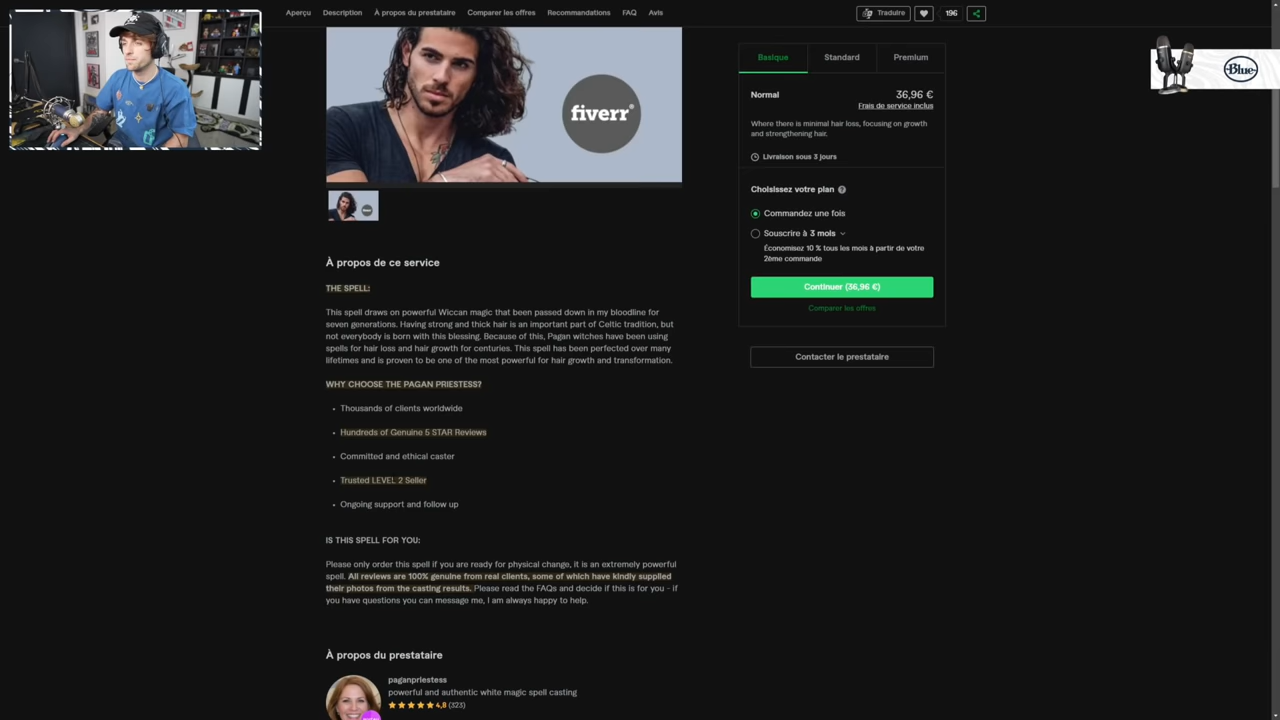 Aperçu Description À propos du prestataire Comparer les offres Recommandations FAQ Avis
Traduire 196
fiverr®
Blue
Basique Standard Premium
Normal 36,96 €
Frais de service inclus
Where there is minimal hair loss, focusing on growth
and strengthening hair.
Livraison sous 3 jours
Choisissez votre plan ?
Commandez une fois
Souscrire à 3 mois
Économisez 10 % tous les mois à partir de votre
2ème commande
Continuer (36,96 €)
Comparer les offres
Contacter le prestataire
À propos de ce service
THE SPELL:
This spell draws on powerful Wiccan magic that been passed down in my bloodline for
seven generations. Having strong and thick hair is an important part of Celtic tradition, but
not everybody is born with this blessing. Because of this, Pagan witches have been using
spells for hair loss and hair growth for centuries. This spell has been perfected over many
lifetimes and is proven to be one of the most powerful for hair growth and transformation.
WHY CHOOSE THE PAGAN PRIESTESS?
• Thousands of clients worldwide
• Hundreds of Genuine 5 STAR Reviews
• Committed and ethical caster
• Trusted LEVEL 2 Seller
• Ongoing support and follow up
IS THIS SPELL FOR YOU:
Please only order this spell if you are ready for physical change, it is an extremely powerful
spell. All reviews are 100% genuine from real clients, some of which have kindly supplied
their photos from the casting results. Please read the FAQs and decide if this is for you - if
you have questions you can message me, I am always happy to help.
À propos du prestataire
paganpriestess
powerful and authentic white magic spell casting
4,8 (323)